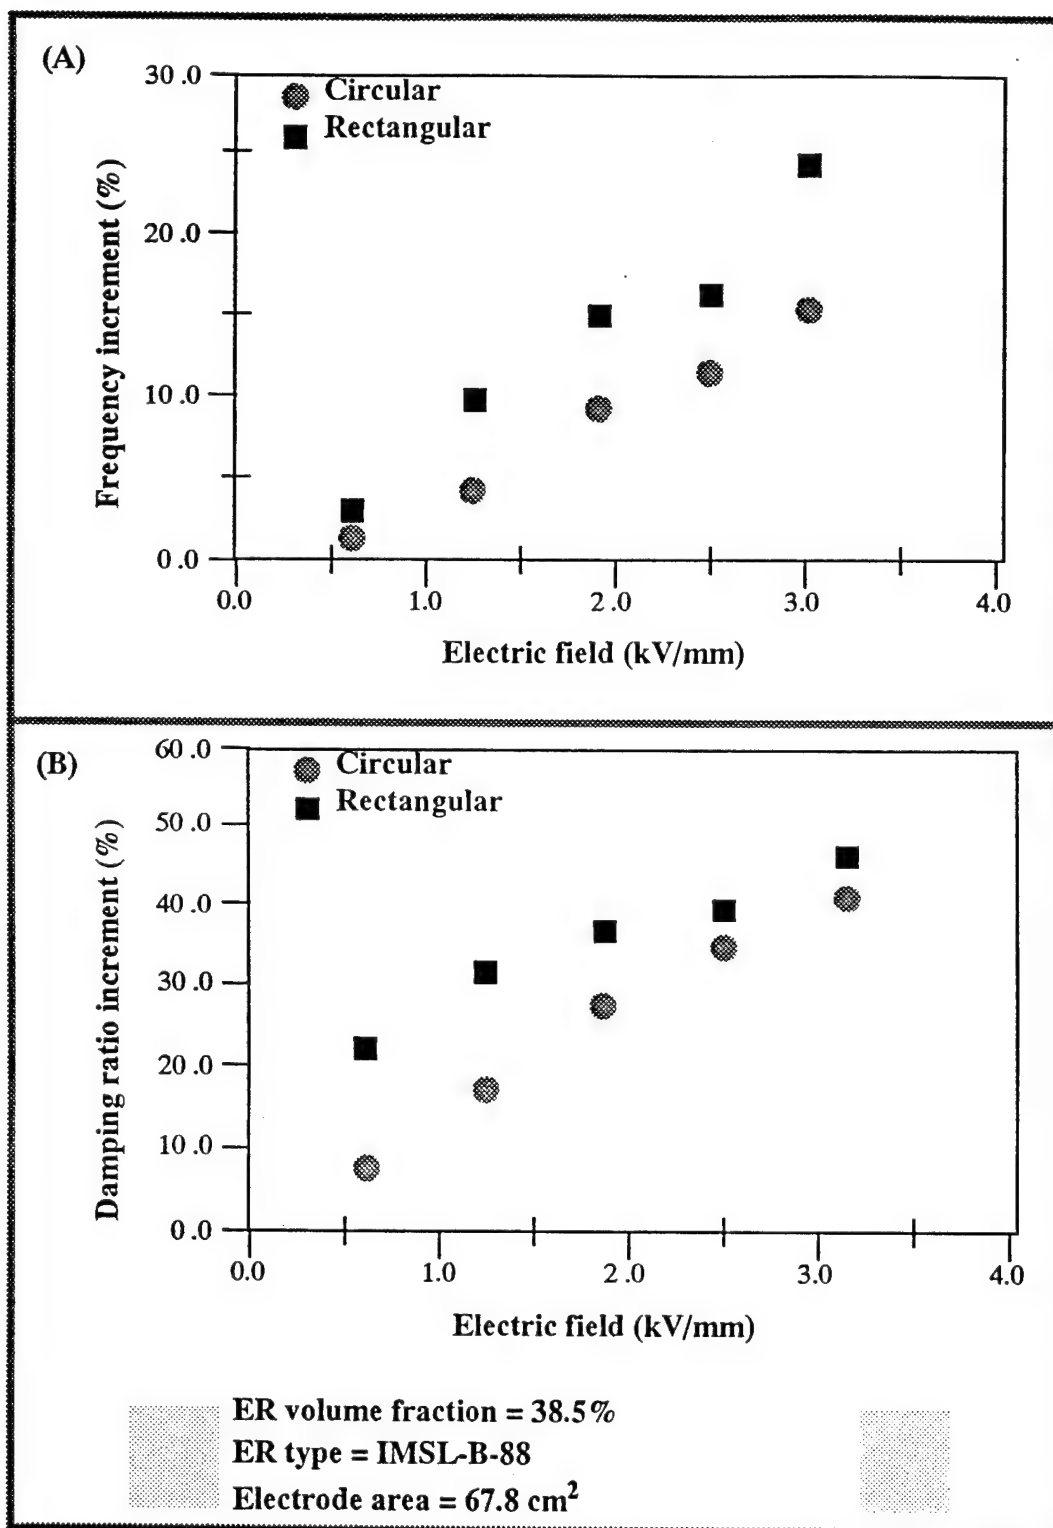 (A)
30.0
Circular
Rectangular
20.0
10.0
0.0
Frequency increment (%)
0.0 1.0 2.0 3.0 4.0
Electric field (kV/mm)
(B)
60.0
Circular
Rectangular
50.0
40.0
30.0
20.0
10.0
0.0
Damping ratio increment (%)
0.0 1.0 2.0 3.0 4.0
Electric field (kV/mm)
ER volume fraction = 38.5%
ER type = IMSL-B-88
Electrode area = 67.8 cm²